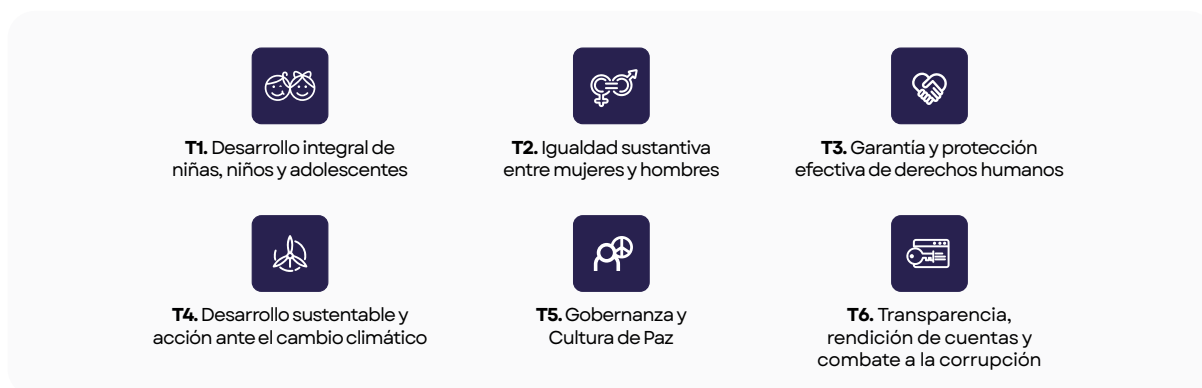 T1. Desarrollo integral de
niñas, niños y adolescentes
T2. Igualdad sustantiva
entre mujeres y hombres
T3. Garantía y protección
efectiva de derechos humanos
T4. Desarrollo sustentable y
acción ante el cambio climático
T5. Gobernanza y
Cultura de Paz
T6. Transparencia,
rendición de cuentas y
combate a la corrupción